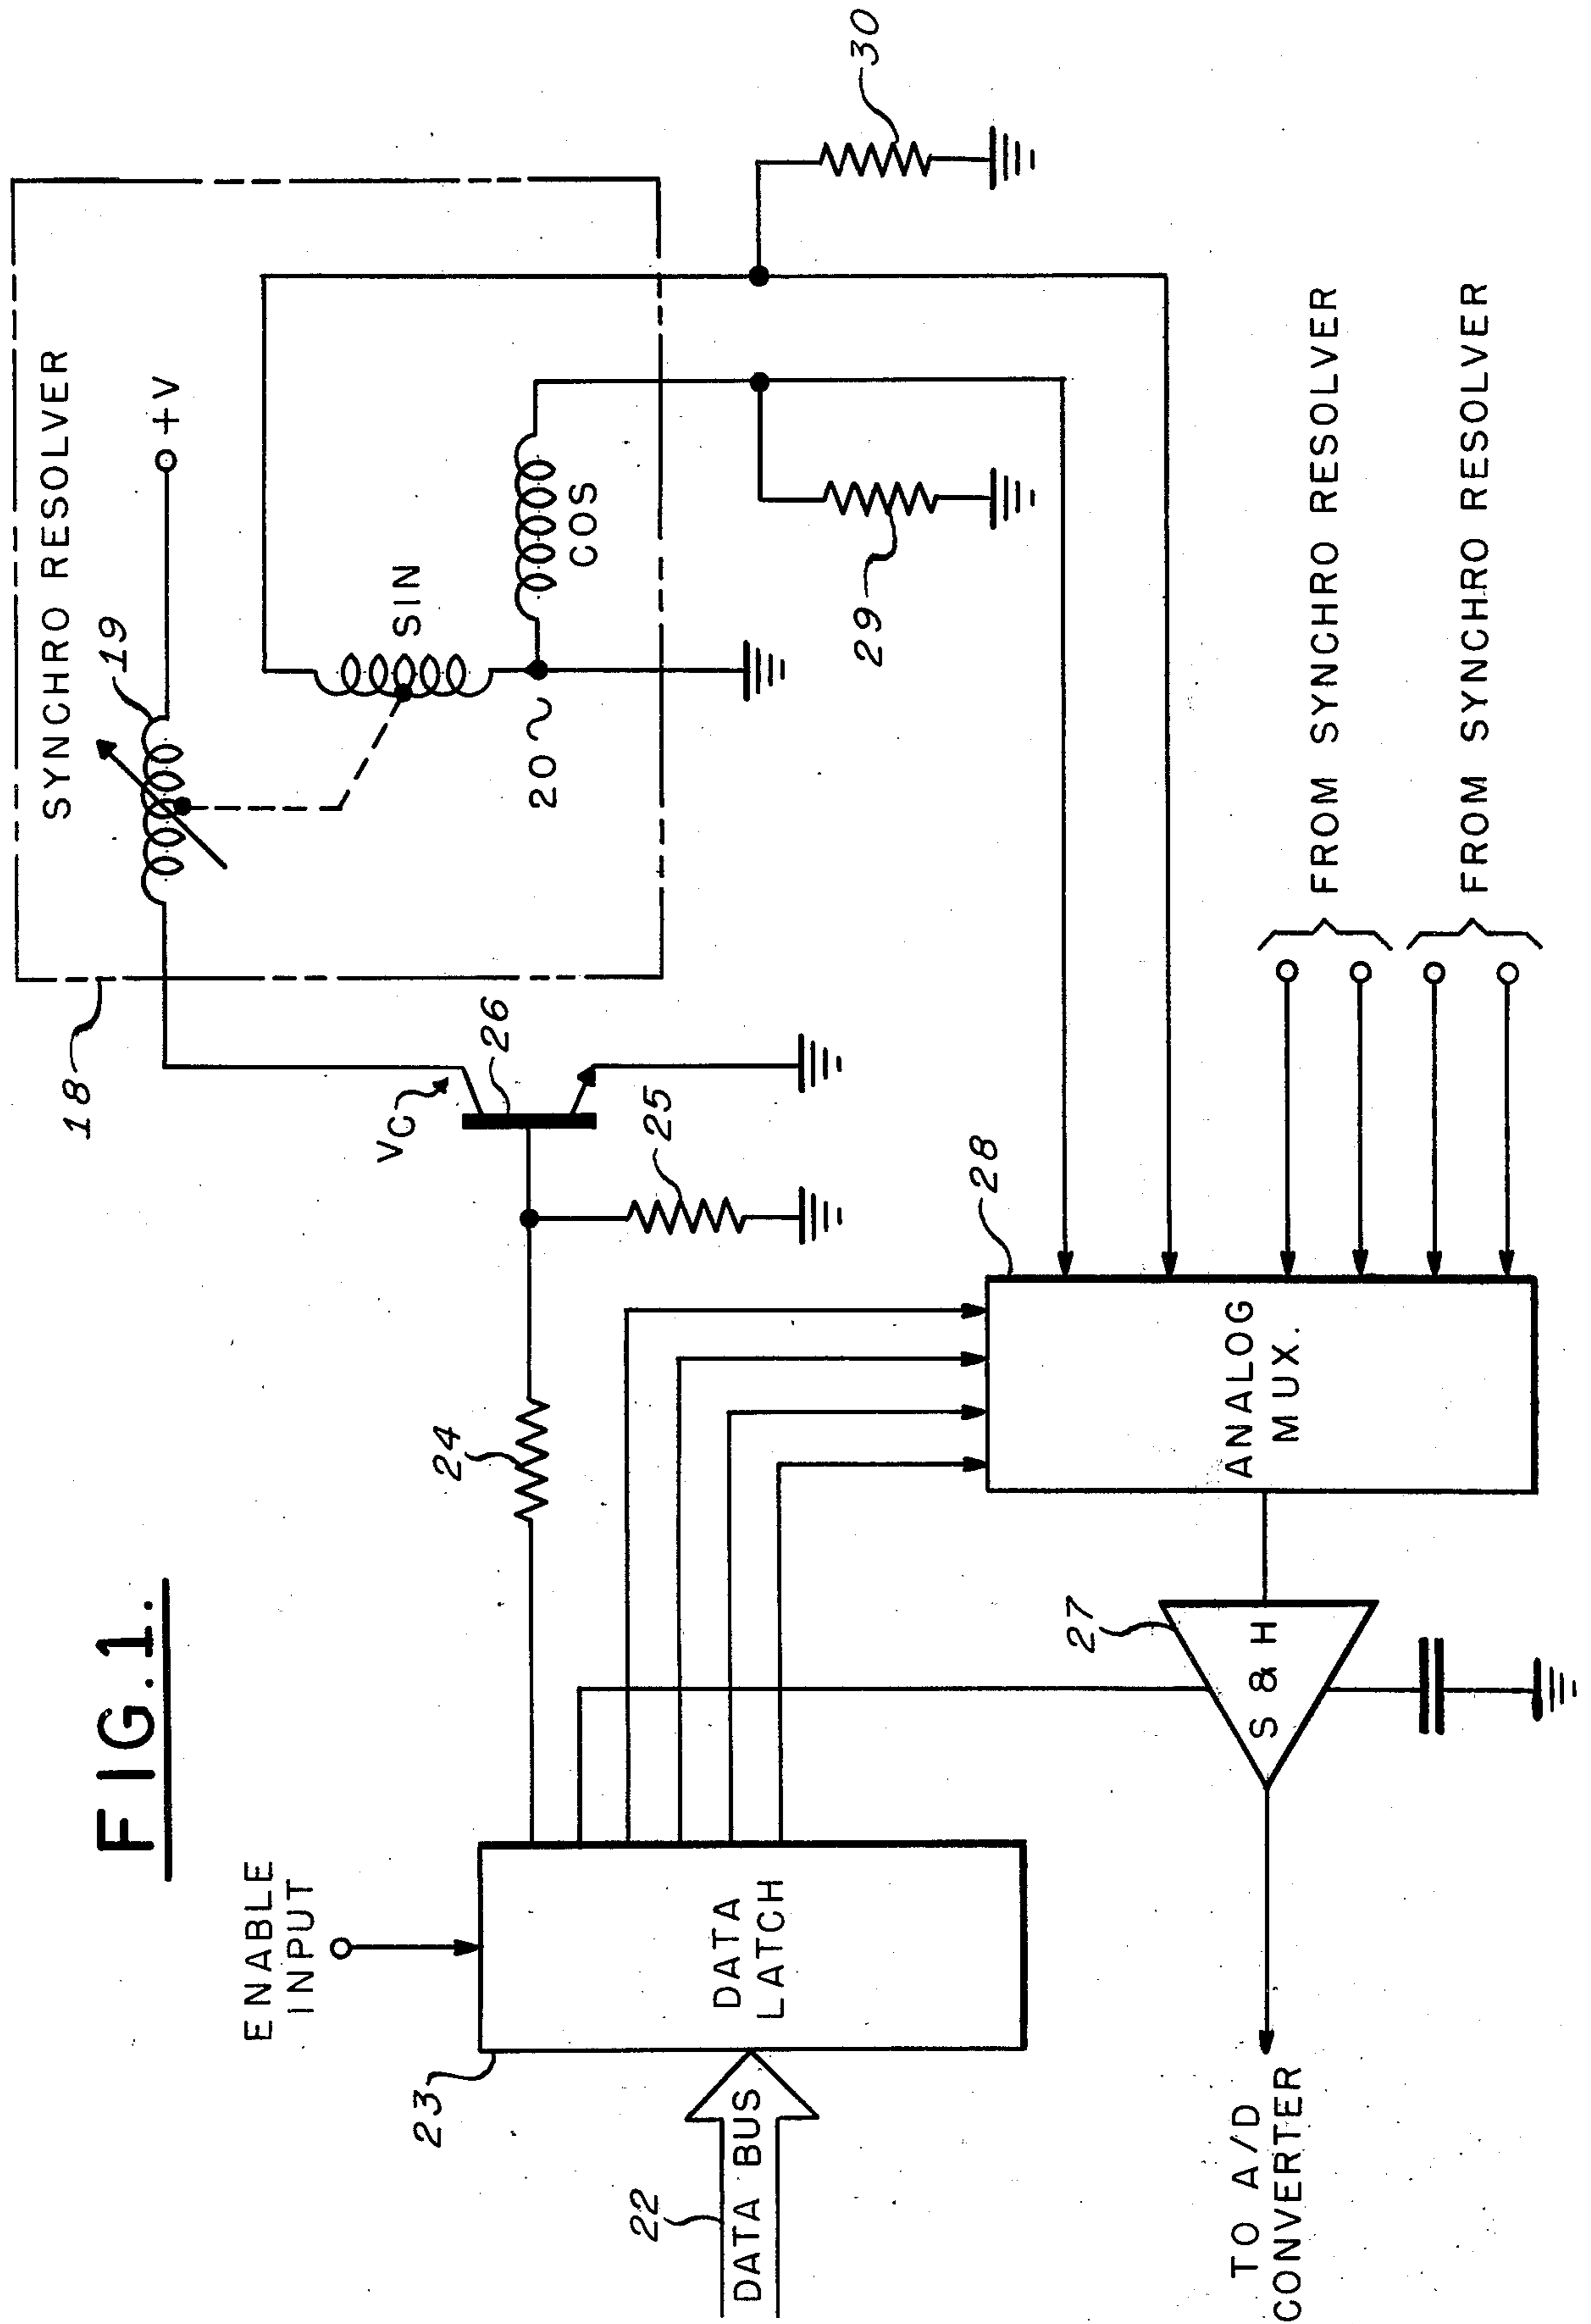 FIG.1.
SYNCHRO RESOLVER
18
19
+V
SIN
20
COS
VC
26
24
25
29
30
ENABLE
INPUT
23
DATA
LATCH
22
DATA BUS
28
ANALOG
MUX.
27
S & H
FROM SYNCHRO RESOLVER
FROM SYNCHRO RESOLVER
TO A/D
CONVERTER